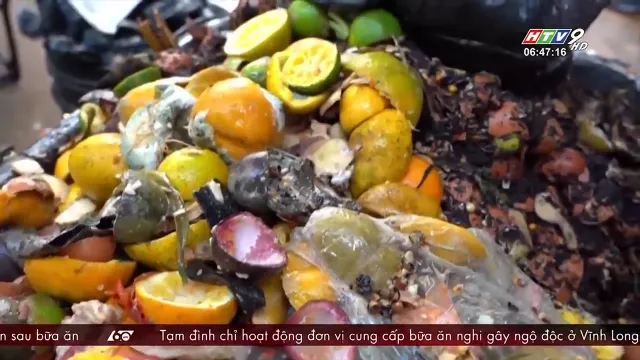 HTV9 HD
06:47:16
n sau bữa ăn 60 Tạm đình chỉ hoạt động đơn vị cung cấp bữa ăn nghi gây ngộ độc ở Vĩnh Long